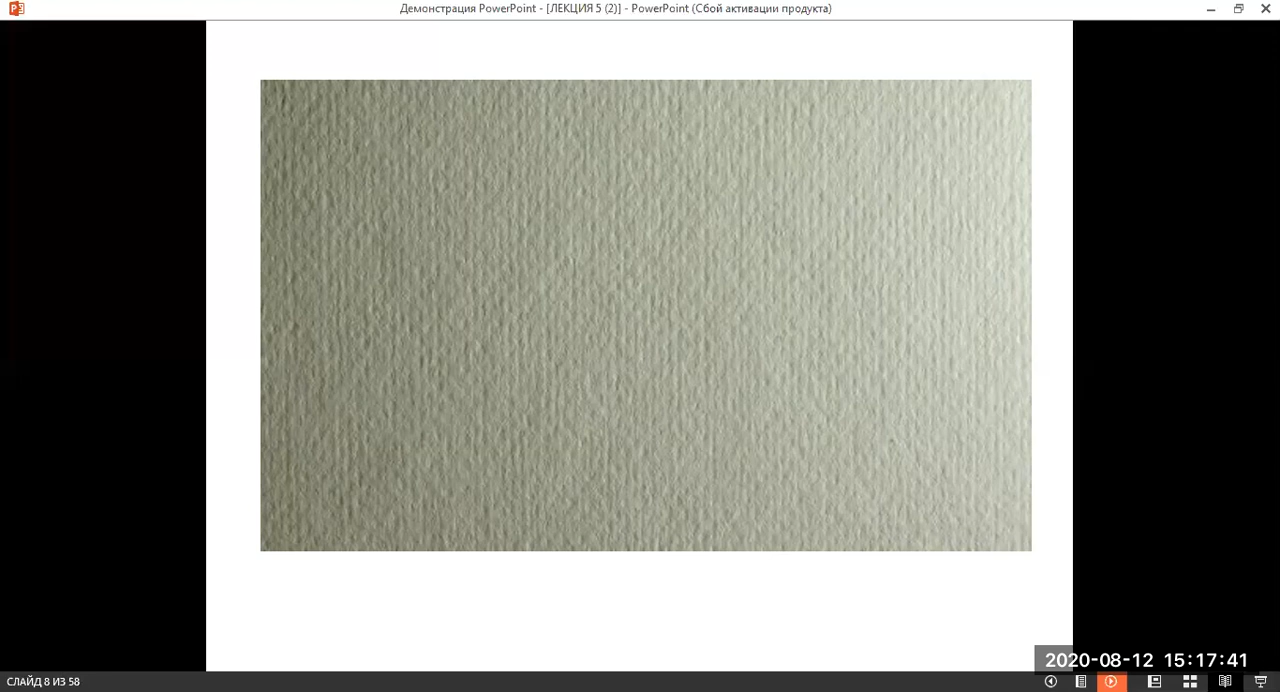 Демонстрация PowerPoint - [ЛЕКЦИЯ 5 (2)] - PowerPoint (Сбой активации продукта)
2020-08-12 15:17:41
СЛАЙД 8 ИЗ 58